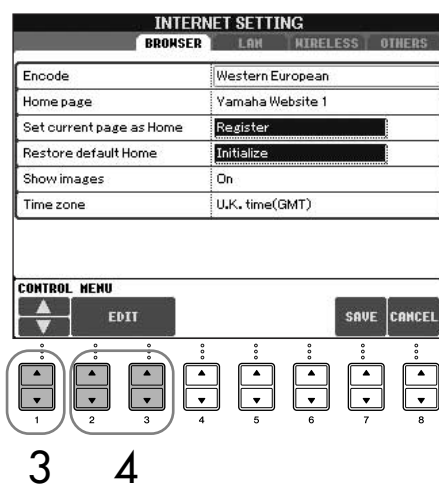 INTERNET SETTING
BROWSER LAN WIRELESS OTHERS
Encode Western European
Home page Yamaha Website 1
Set current page as Home Register
Restore default Home Initialize
Show images On
Time zone U.K. time(GMT)
CONTROL MENU
EDIT SAVE CANCEL
1 2 3 4 5 6 7 8
3 4